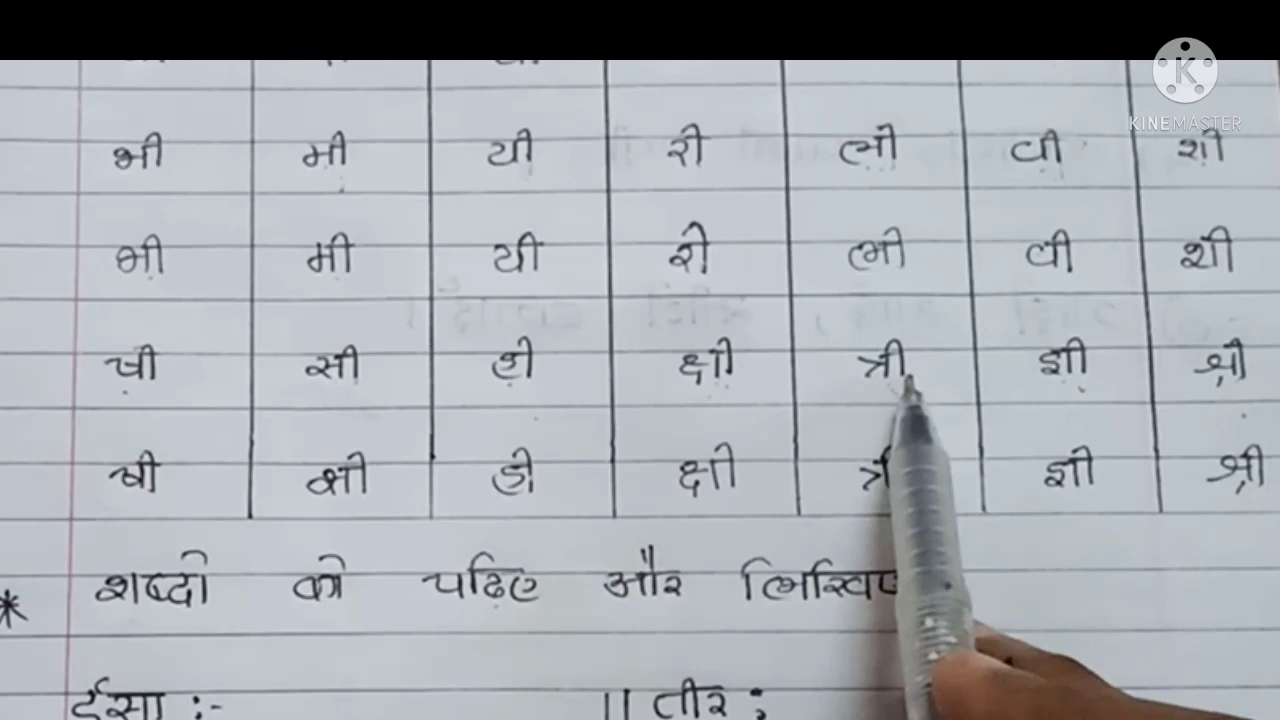 KINEMASTER
भी मी यी री ली वी शी
भी मी यी री ली वी शी
षी सी ही क्षी त्री ज्ञी श्री
षी सी ही क्षी त्री ज्ञी श्री
* शब्दो को पढिए और लिखिए
ईसा :- || तीर :